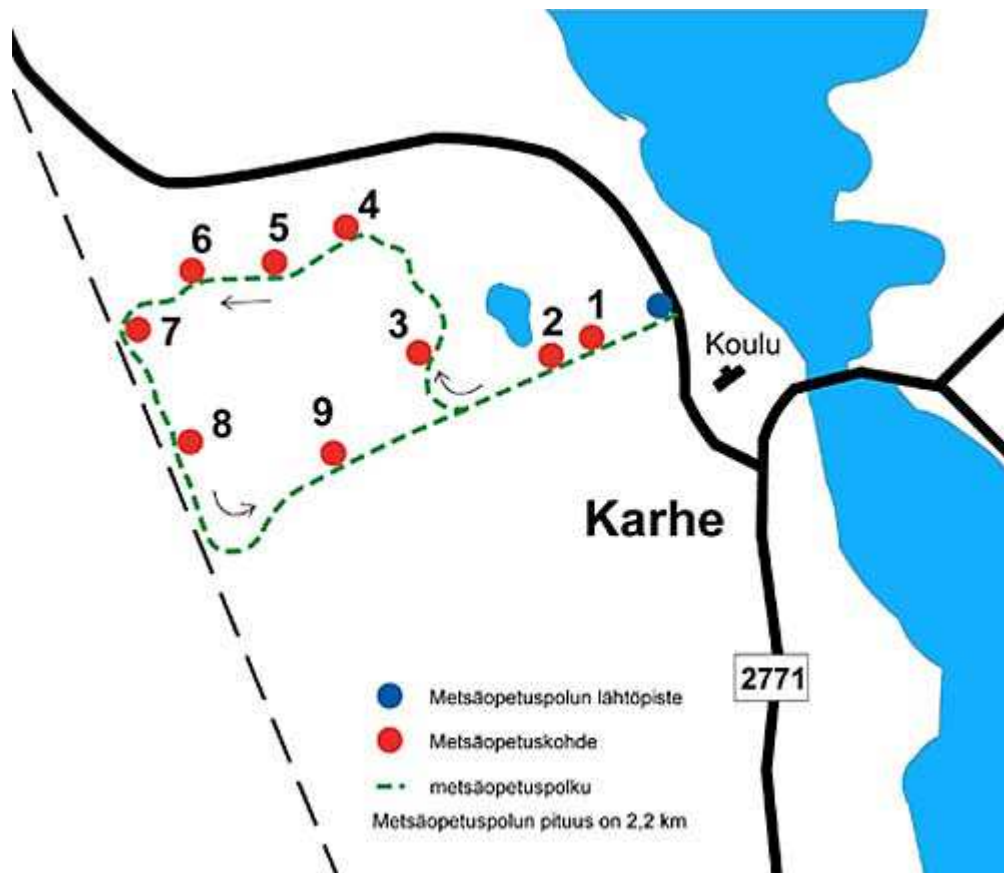 4
5
6
3
2
1
7
Koulu
8
9
Karhe
2771
Metsäopetuspolun lähtöpiste
Metsäopetuskohde
metsäopetuspolku
Metsäopetuspolun pituus on 2,2 km